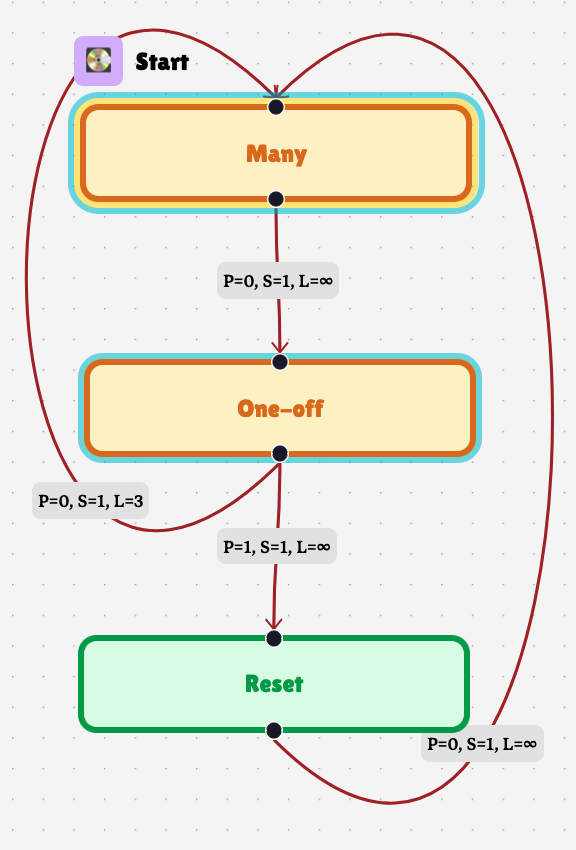 Start
Many
P=0, S=1, L=∞
One-off
P=0, S=1, L=3
P=1, S=1, L=∞
Reset
P=0, S=1, L=∞